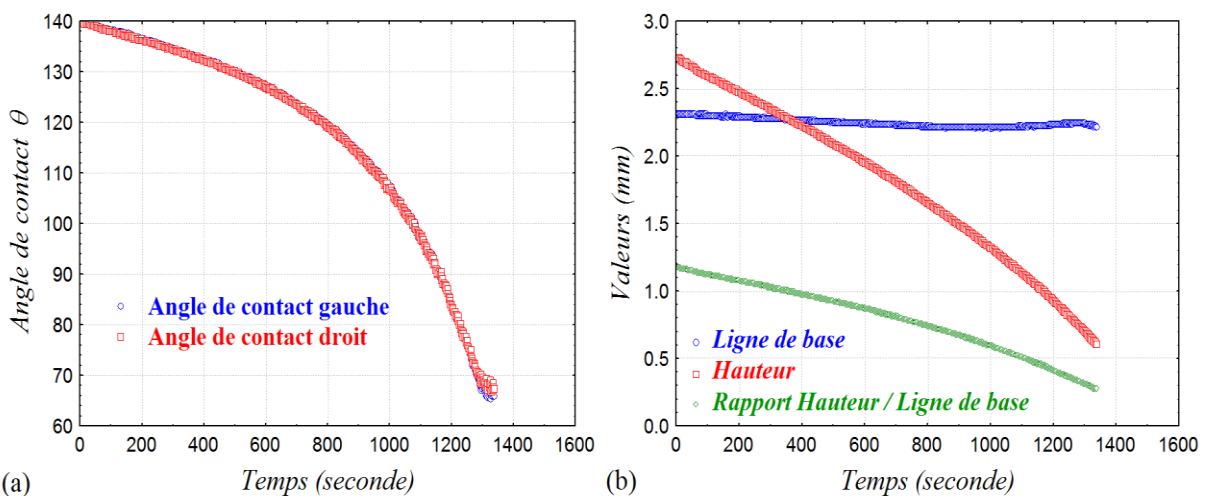 140
130
120
110
100
90
80
70
60
Angle de contact θ
Angle de contact gauche
Angle de contact droit
0 200 400 600 800 1000 1200 1400 1600
(a) Temps (seconde)
3.0
2.5
2.0
1.5
1.0
0.5
0.0
Valeurs (mm)
Ligne de base
Hauteur
Rapport Hauteur / Ligne de base
0 200 400 600 800 1000 1200 1400 1600
(b) Temps (seconde)